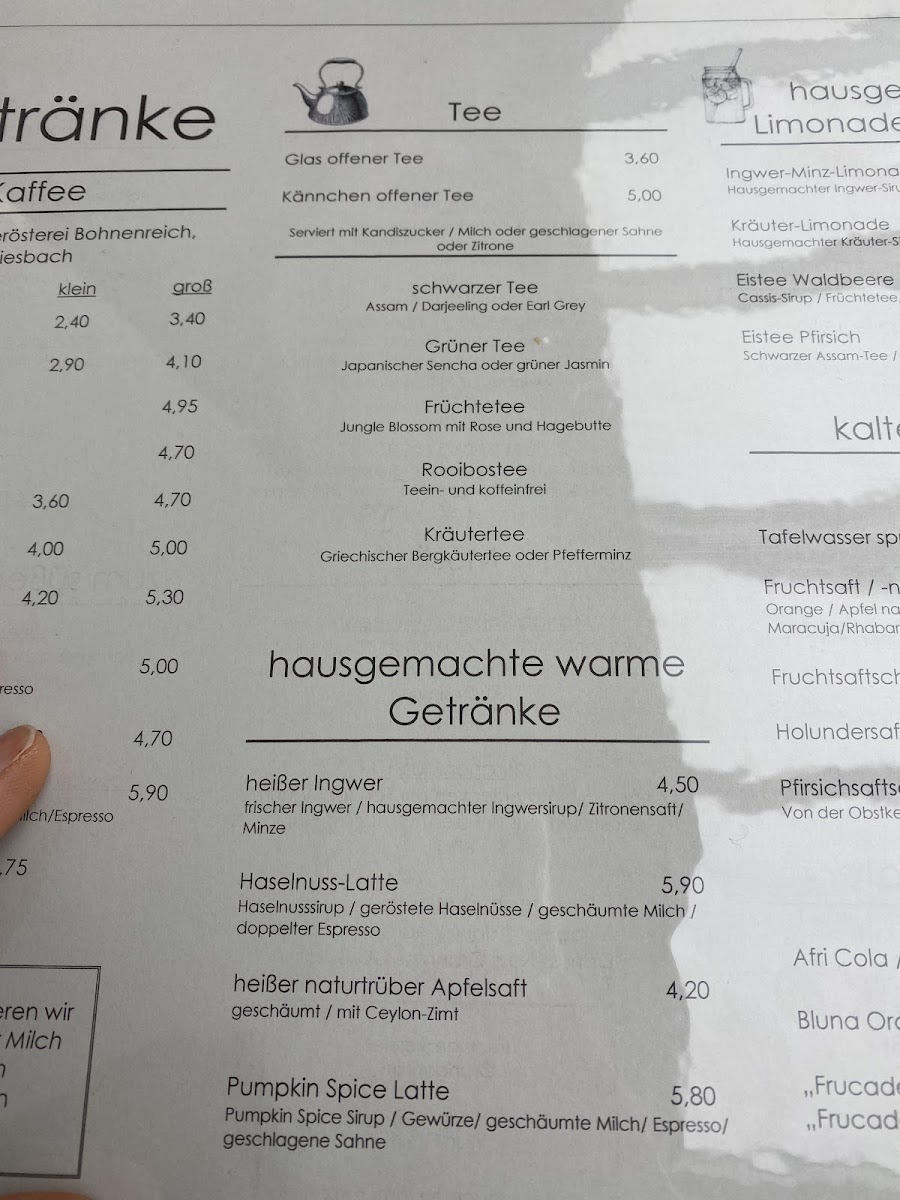 tränke
Kaffee
rösterei Bohnenreich,
iesbach
klein groß
2,40 3,40
2,90 4,10
4,95
4,70
3,60 4,70
4,00 5,00
4,20 5,30
5,00
resso
4,70
5,90
ilch/Espresso
,75
eren wir
Milch
Tee
Glas offener Tee 3,60
Kännchen offener Tee 5,00
Serviert mit Kandiszucker / Milch oder geschlagener Sahne
oder Zitrone
schwarzer Tee
Assam / Darjeeling oder Earl Grey
Grüner Tee
Japanischer Sencha oder grüner Jasmin
Früchtetee
Jungle Blossom mit Rose und Hagebutte
Rooibostee
Teein- und koffeinfrei
Kräutertee
Griechischer Bergkäutertee oder Pfefferminz
hausgemachte warme
Getränke
heißer Ingwer 4,50
frischer Ingwer / hausgemachter Ingwersirup/ Zitronensaft/
Minze
Haselnuss-Latte 5,90
Haselnusssirup / geröstete Haselnüsse / geschäumte Milch /
doppelter Espresso
heißer naturtrüber Apfelsaft 4,20
geschäumt / mit Ceylon-Zimt
Pumpkin Spice Latte 5,80
Pumpkin Spice Sirup / Gewürze/ geschäumte Milch/ Espresso/
geschlagene Sahne
hausge
Limonade
Ingwer-Minz-Limona
Hausgemachter Ingwer-Siru
Kräuter-Limonade
Hausgemachter Kräuter-S
Eistee Waldbeere
Cassis-Sirup / Früchtetee
Eistee Pfirsich
Schwarzer Assam-Tee /
kalte
Tafelwasser sp
Fruchtsaft / -n
Orange / Apfel na
Maracuja/Rhabar
Fruchtsaftsch
Holundersaf
Pfirsichsafts
Von der Obstke
Afri Cola /
Bluna Ora
„Frucade
„Frucad